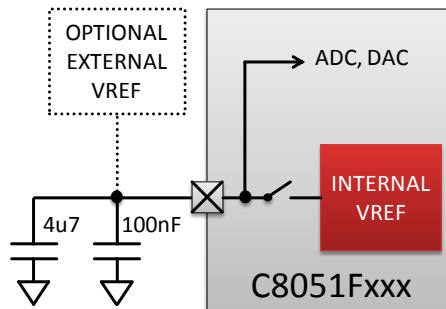 OPTIONAL
EXTERNAL
VREF
ADC, DAC
INTERNAL
VREF
4u7
100nF
C8051Fxxx